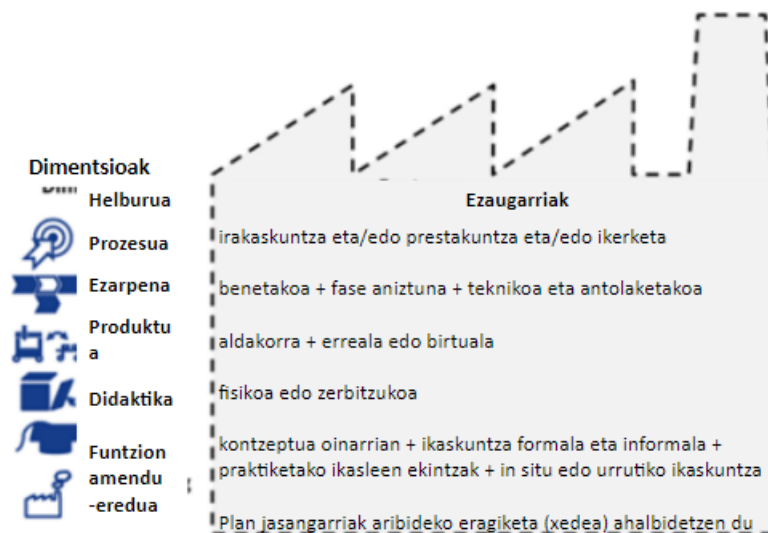 Dimentsioak
Helburua
Ezaugarriak
Prozesua
irakaskuntza eta/edo prestakuntza eta/edo ikerketa
Ezarpena
benetakoa + fase aniztuna + teknikoa eta antolaketakoa
Produktu
a
aldakorra + erreala edo birtuala
Didaktika
fisikoa edo zerbitzukoa
Funtzion
amendu
-eredua
kontzeptua oinarrian + ikaskuntza formala eta informala +
praktiketako ikasleen ekintzak + in situ edo urrutiko ikaskuntza
Plan jasangarriak aribideko eragiketa (xedea) ahalbidetzen du